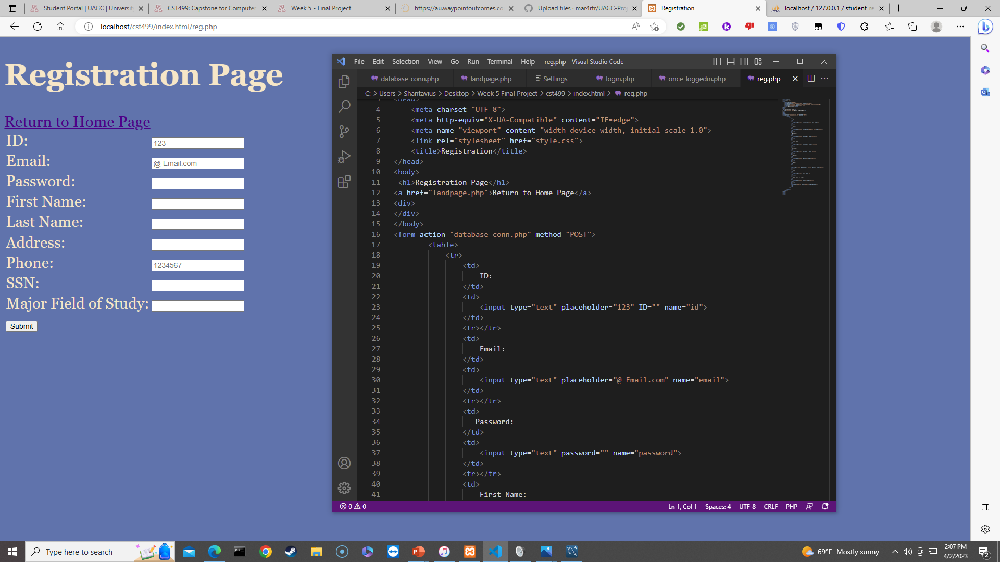 Student Portal | UAGC | Universit
CST499: Capstone for Computer
Week 5 - Final Project
https://au.waypointoutcomes.co
Upload files · mar4rtr/UAGC-Proj
Registration
localhost / 127.0.0.1 / student_re
localhost/cst499/index.html/reg.php
Registration Page
Return to Home Page
ID:
123
Email:
@ Email.com
Password:
First Name:
Last Name:
Address:
Phone:
1234567
SSN:
Major Field of Study:
Submit
File Edit Selection View Go Run Terminal Help
reg.php - Visual Studio Code
database_conn.php
landpage.php
Settings
login.php
once_loggedin.php
reg.php
C: > Users > Shantavius > Desktop > Week 5 Final Project > cst499 > index.html > reg.php
3 <head>
4 <meta charset="UTF-8">
5 <meta http-equiv="X-UA-Compatible" content="IE=edge">
6 <meta name="viewport" content="width=device-width, initial-scale=1.0">
7 <link rel="stylesheet" href="style.css">
8 <title>Registration</title>
9 </head>
10 <body>
11 <h1>Registration Page</h1>
12 <a href="landpage.php">Return to Home Page</a>
13 <div>
14 </div>
15 </body>
16 <form action="database_conn.php" method="POST">
17 <table>
18 <tr>
19 <td>
20 ID:
21 </td>
22 <td>
23 <input type="text" placeholder="123" ID="" name="id">
24 </td>
25 <tr></tr>
26 <td>
27 Email:
28 </td>
29 <td>
30 <input type="text" placeholder="@ Email.com" name="email">
31 </td>
32 <tr></tr>
33 <td>
34 Password:
35 </td>
36 <td>
37 <input type="text" password="" name="password">
38 </td>
39 <tr></tr>
40 <td>
41 First Name:
0 0
Ln 1, Col 1
Spaces: 4
UTF-8
CRLF
PHP
Type here to search
69°F Mostly sunny
2:07 PM
4/2/2023
2